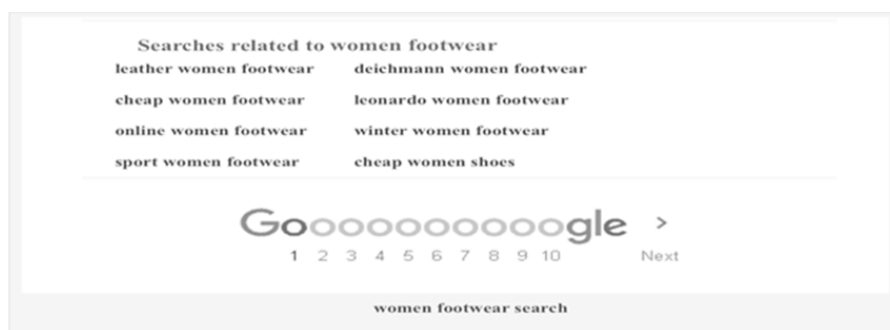 Searches related to women footwear
leather women footwear deichmann women footwear
cheap women footwear leonardo women footwear
online women footwear winter women footwear
sport women footwear cheap women shoes
Goooooooooogle >
1 2 3 4 5 6 7 8 9 10 Next
women footwear search